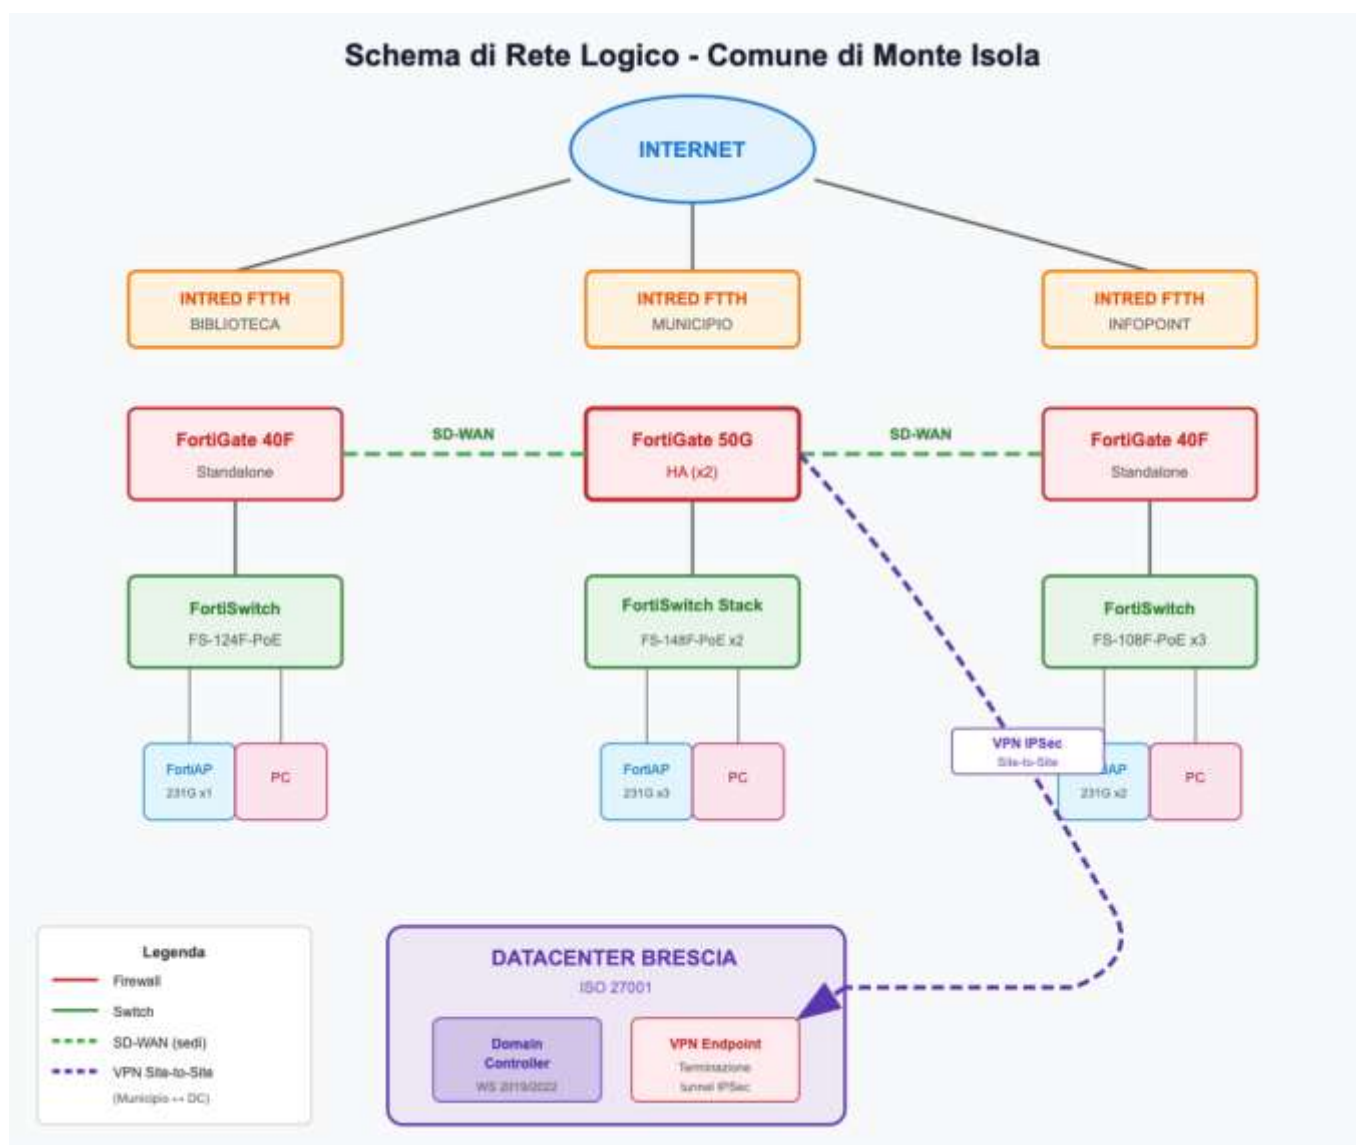 Schema di Rete Logico - Comune di Monte Isola
INTERNET
INTRED FTTH
BIBLIOTECA
INTRED FTTH
MUNICIPIO
INTRED FTTH
INFOPOINT
FortiGate 40F
Standalone
SD-WAN
FortiGate 50G
HA (x2)
SD-WAN
FortiGate 40F
Standalone
FortiSwitch
FS-124F-PoE
FortiSwitch Stack
FS-148F-PoE x2
FortiSwitch
FS-108F-PoE x3
FortiAP
231G x1
PC
FortiAP
231G x3
PC
VPN IPSec
Site-to-Site
AP
231G x2
PC
Legenda
Firewall
Switch
SD-WAN (sedi)
VPN Site-to-Site
(Municipio ↔ DC)
DATACENTER BRESCIA
ISO 27001
Domain
Controller
WS 2019/2022
VPN Endpoint
Terminazione
tunnel IPSec